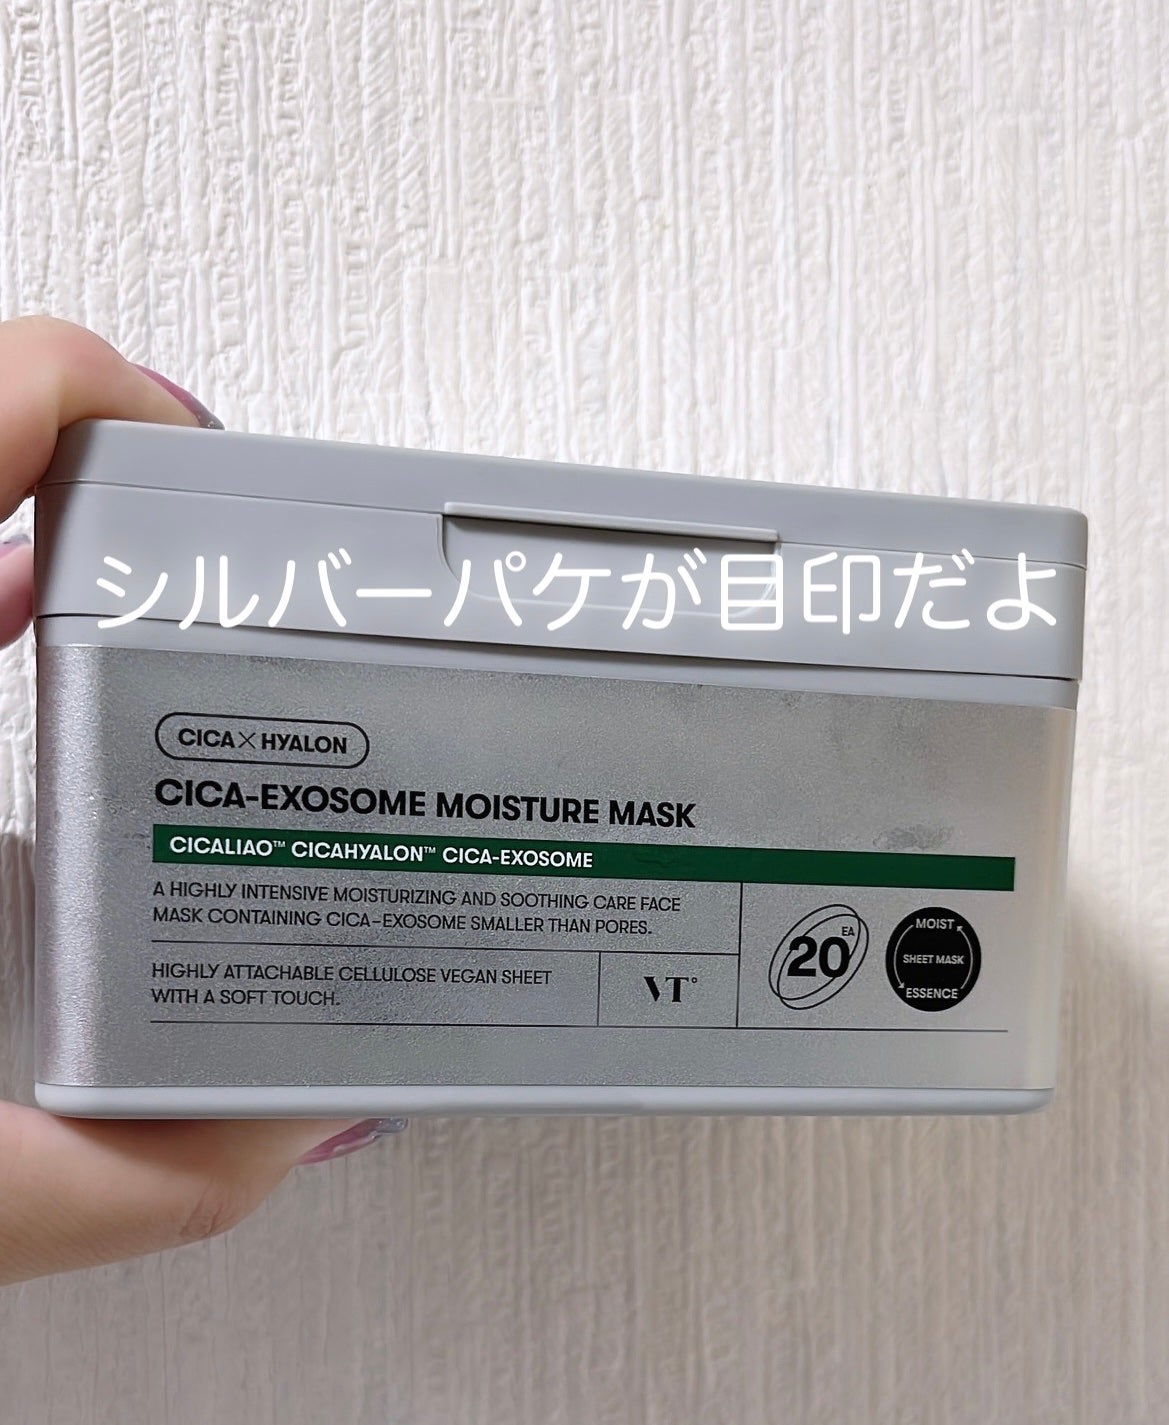 シルバーパケが目印だよ
CICA×HYALON
CICA-EXOSOME MOISTURE MASK
CICALIAO™ CICAHYALON™ CICA-EXOSOME
A HIGHLY INTENSIVE MOISTURIZING AND SOOTHING CARE FACE
MASK CONTAINING CICA-EXOSOME SMALLER THAN PORES.
HIGHLY ATTACHABLE CELLULOSE VEGAN SHEET
WITH A SOFT TOUCH.
VT°
20 EA
MOIST
SHEET MASK
ESSENCE